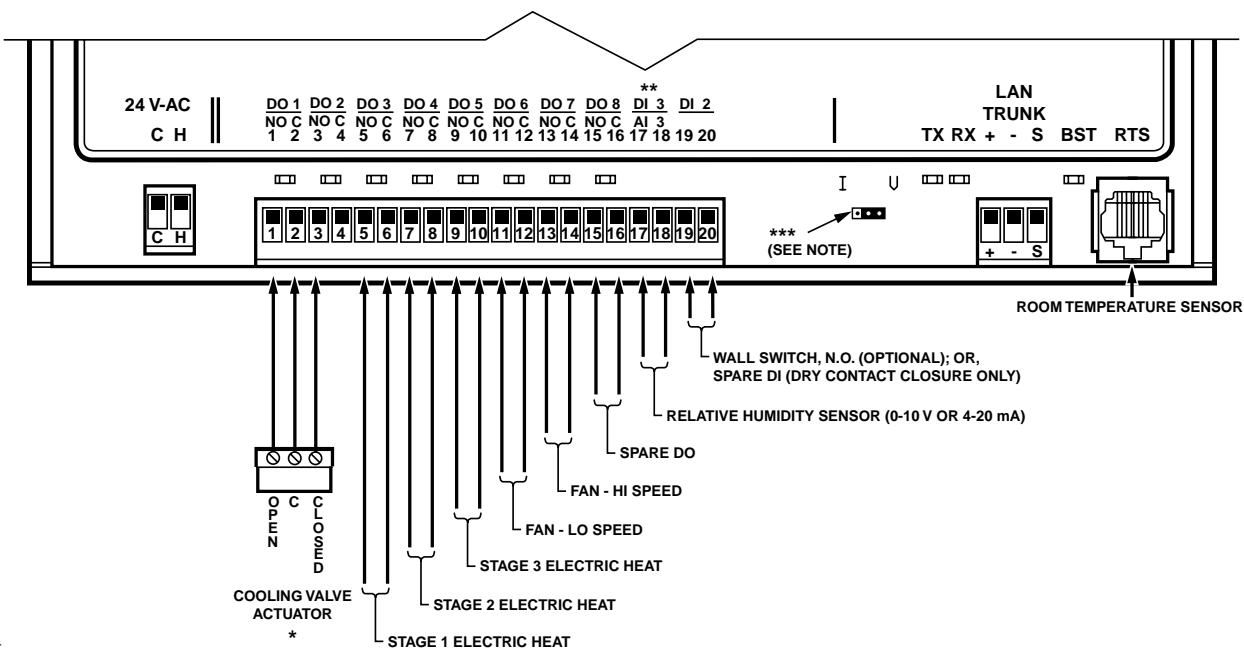 **
24 V-AC
C H
DO 1 DO 2 DO 3 DO 4 DO 5 DO 6 DO 7 DO 8 DI 3 DI 2
NO C NO C NO C NO C NO C NO C NO C NO C AI 3
1 2 3 4 5 6 7 8 9 10 11 12 13 14 15 16 17 18 19 20
LAN
TRUNK
TX RX + - S BST RTS
I U
C H
1 2 3 4 5 6 7 8 9 10 11 12 13 14 15 16 17 18 19 20
***
(SEE NOTE)
+ - S
ROOM TEMPERATURE SENSOR
WALL SWITCH, N.O. (OPTIONAL); OR,
SPARE DI (DRY CONTACT CLOSURE ONLY)
RELATIVE HUMIDITY SENSOR (0-10 V OR 4-20 mA)
SPARE DO
FAN - HI SPEED
FAN - LO SPEED
STAGE 3 ELECTRIC HEAT
STAGE 2 ELECTRIC HEAT
STAGE 1 ELECTRIC HEAT
OPEN C CLOSED
COOLING VALVE
ACTUATOR
*